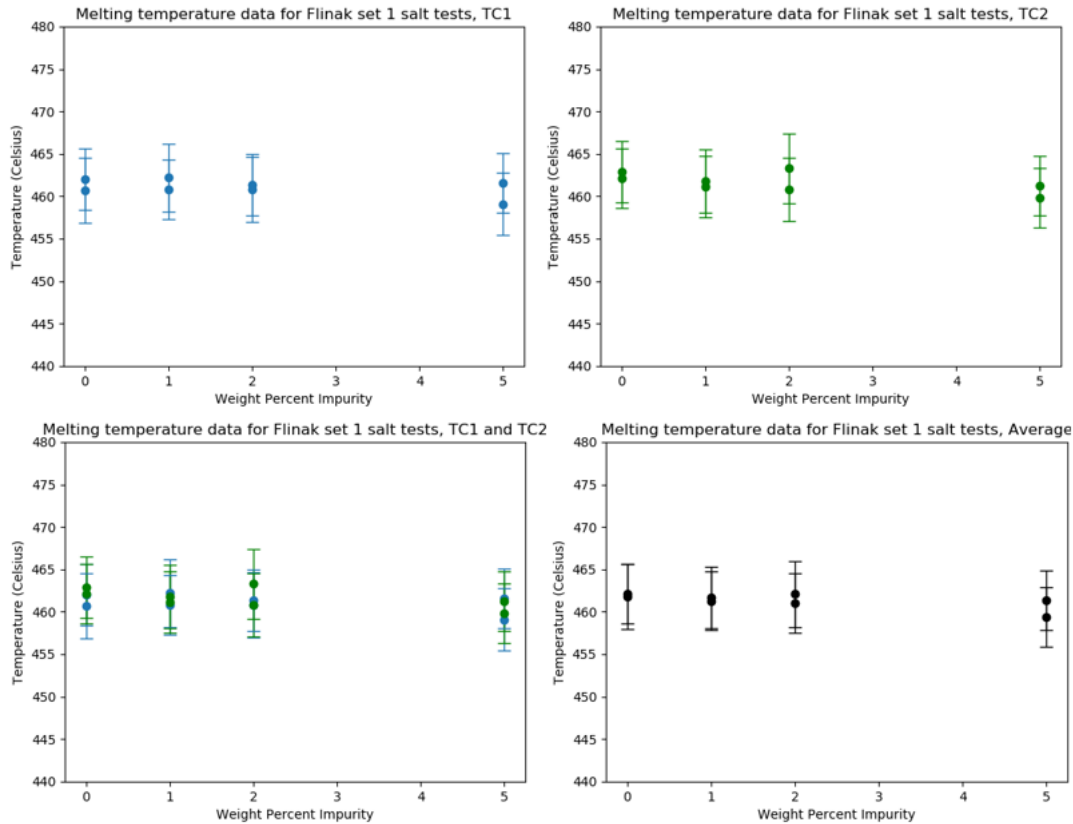 Melting temperature data for Flinak set 1 salt tests, TC1
480
475
470
465
460
455
450
445
440
Temperature (Celsius)
0 1 2 3 4 5
Weight Percent Impurity
Melting temperature data for Flinak set 1 salt tests, TC2
480
475
470
465
460
455
450
445
440
Temperature (Celsius)
0 1 2 3 4 5
Weight Percent Impurity
Melting temperature data for Flinak set 1 salt tests, TC1 and TC2
480
475
470
465
460
455
450
445
440
Temperature (Celsius)
0 1 2 3 4 5
Weight Percent Impurity
Melting temperature data for Flinak set 1 salt tests, Average
480
475
470
465
460
455
450
445
440
Temperature (Celsius)
0 1 2 3 4 5
Weight Percent Impurity